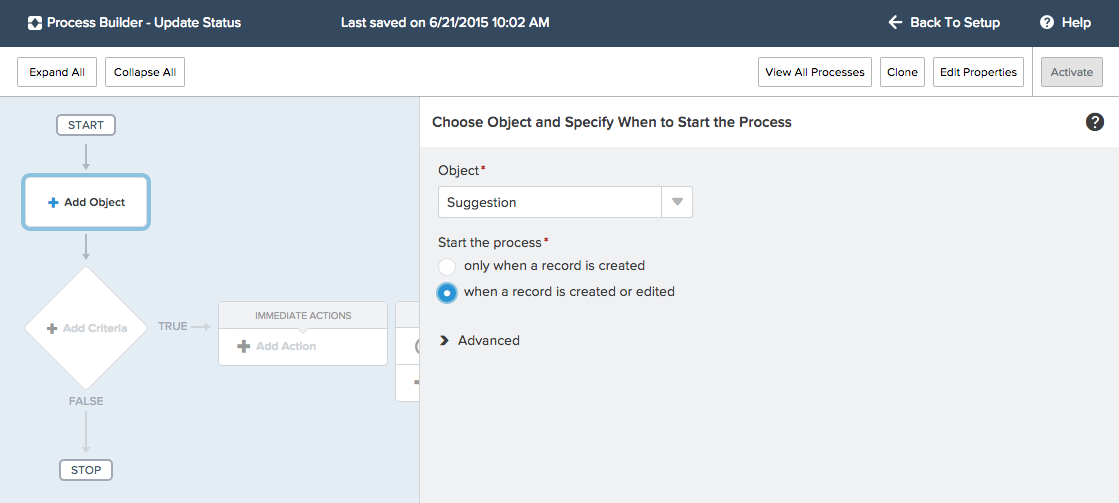 Process Builder - Update Status
Last saved on 6/21/2015 10:02 AM
Back To Setup
Help
Expand All
Collapse All
View All Processes
Clone
Edit Properties
Activate
START
Add Object
Add Criteria
TRUE
IMMEDIATE ACTIONS
Add Action
FALSE
STOP
Choose Object and Specify When to Start the Process
Object*
Suggestion
Start the process*
only when a record is created
when a record is created or edited
Advanced